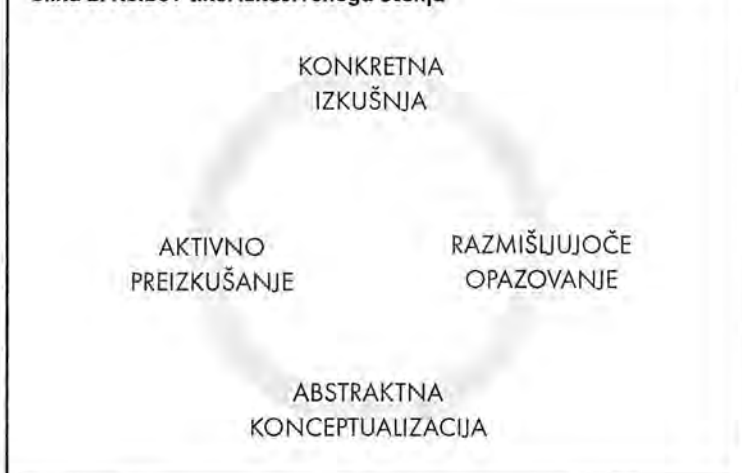 KONKRETNA
IZKUŠNJA
AKTIVNO
PREIZKUŠANJE
RAZMIŠLJUJOČE
OPAZOVANJE
ABSTRAKTNA
KONCEPTUALIZACIJA